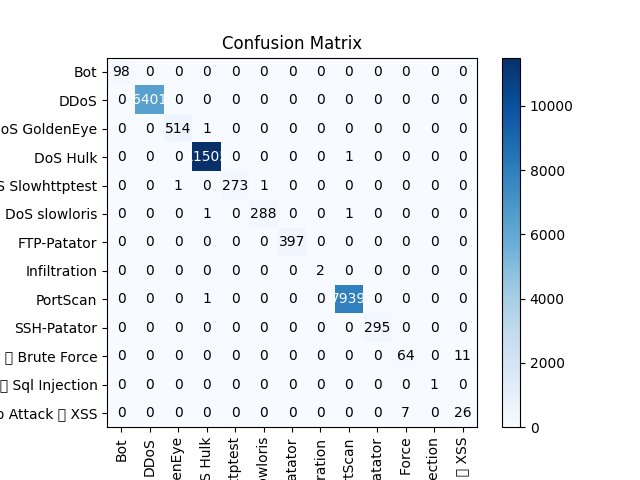 Confusion Matrix
Bot 98 0 0 0 0 0 0 0 0 0 0 0 0
DDoS 0 6401 0 0 0 0 0 0 0 0 0 0 0
oS GoldenEye 0 0 514 1 0 0 0 0 0 0 0 0 0
DoS Hulk 0 0 0 1150 0 0 0 0 1 0 0 0 0
S Slowhttptest 0 0 1 0 273 1 0 0 0 0 0 0 0
DoS slowloris 0 0 0 1 0 288 0 0 1 0 0 0 0
FTP-Patator 0 0 0 0 0 0 397 0 0 0 0 0 0
Infiltration 0 0 0 0 0 0 0 2 0 0 0 0 0
PortScan 0 0 0 1 0 0 0 0 7939 0 0 0 0
SSH-Patator 0 0 0 0 0 0 0 0 0 295 0 0 0
Brute Force 0 0 0 0 0 0 0 0 0 0 64 0 11
Sql Injection 0 0 0 0 0 0 0 0 0 0 0 1 0
Attack XSS 0 0 0 0 0 0 0 0 0 0 7 0 26
Bot
DDoS
enEye
S Hulk
ttptest
wloris
atator
ration
rtScan
atator
Force
ection
XSS
10000
8000
6000
4000
2000
0